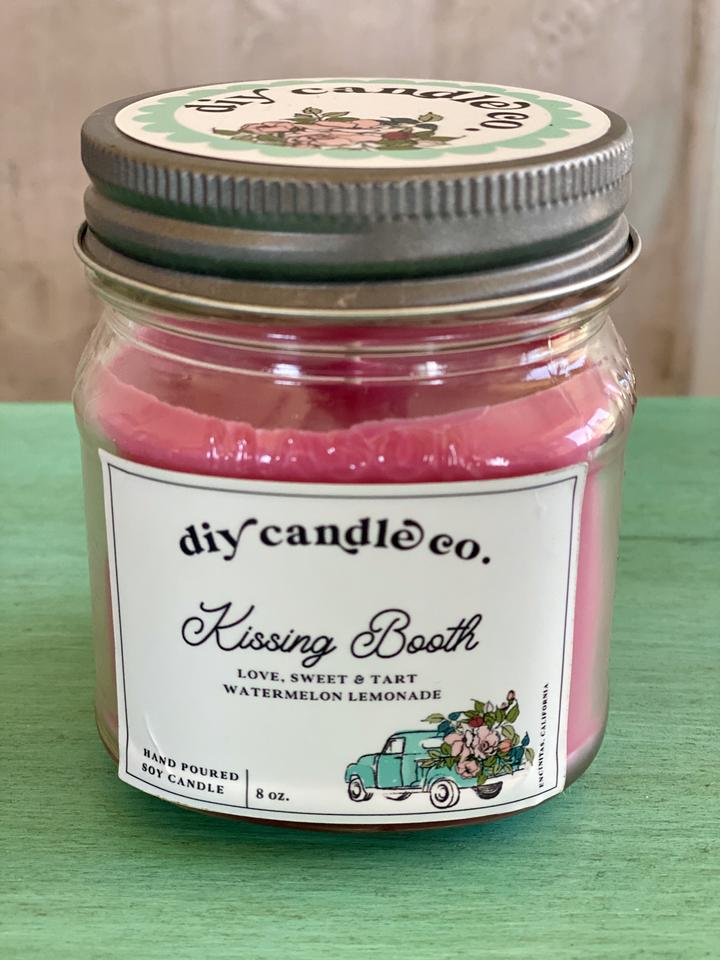 diy candle co.
diy candle co.
Kissing Booth
LOVE, SWEET & TART
WATERMELON LEMONADE
HAND POURED
SOY CANDLE
8 oz.
ENCINITAS, CALIFORNIA